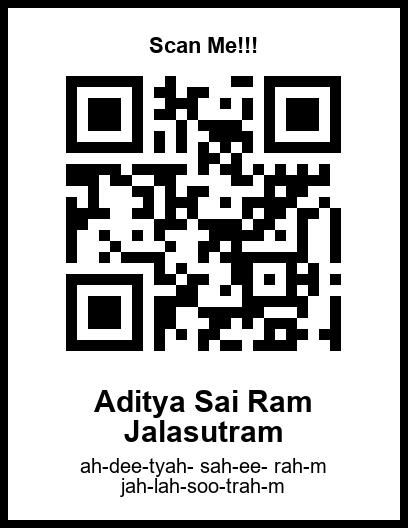 Scan Me!!!
Aditya Sai Ram
Jalasutram
ah-dee-tyah- sah-ee- rah-m
jah-lah-soo-trah-m